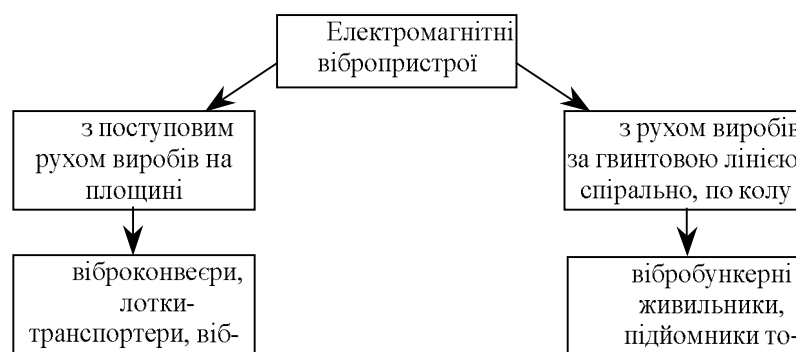 Електромагнітні
вібропристрої
з поступовим
рухом виробів на
площині
з рухом виробів
за гвинтовою лінією
спірально, по колу
віброконвеєри,
лотки-
транспортери, віб-
вібробункерні
живильники,
підйомники то-